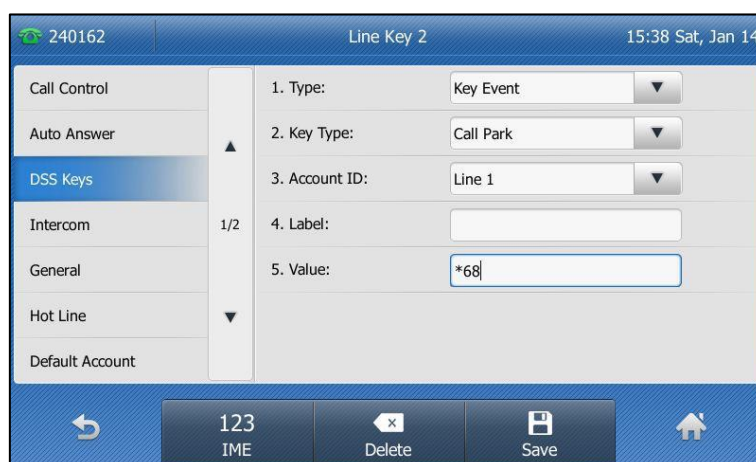 240162 Line Key 2 15:38 Sat, Jan 14
Call Control
Auto Answer
DSS Keys
Intercom
General
Hot Line
Default Account
1/2
1. Type: Key Event
2. Key Type: Call Park
3. Account ID: Line 1
4. Label:
5. Value: *68
123
IME
Delete
Save